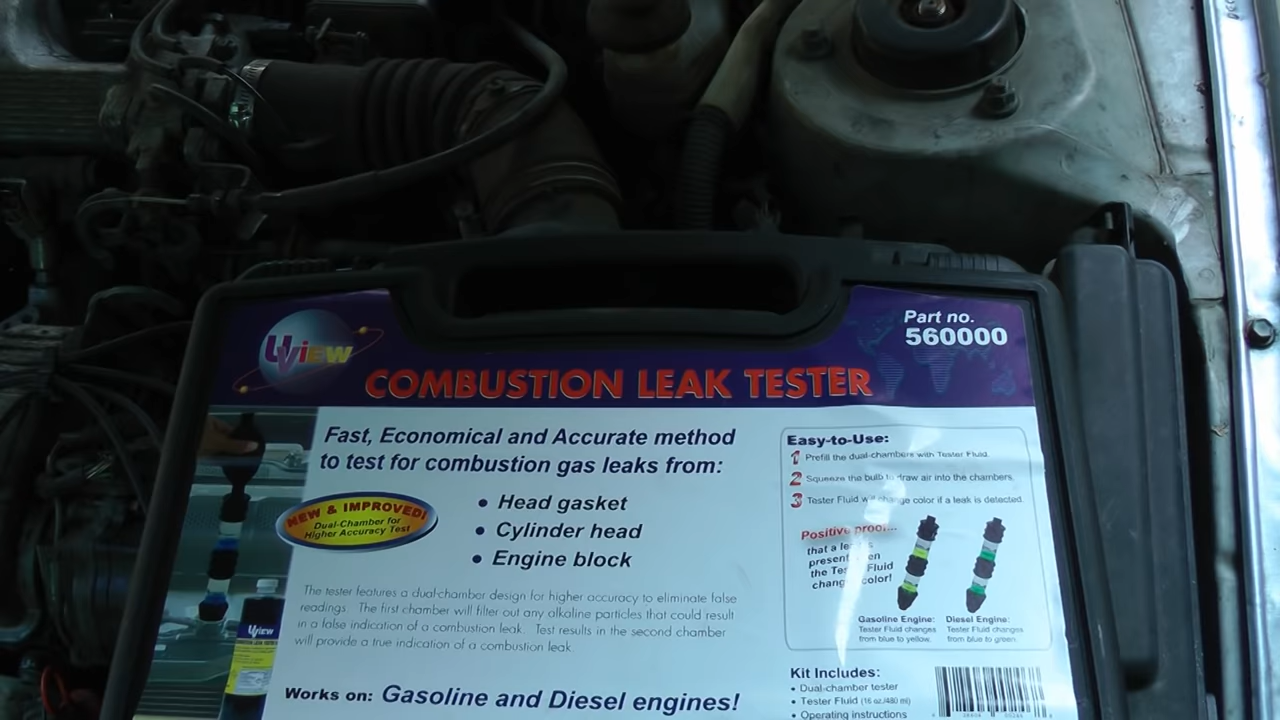 UView
COMBUSTION LEAK TESTER
Part no.
560000
Fast, Economical and Accurate method
to test for combustion gas leaks from:
NEW & IMPROVED!
Dual-Chamber for
Higher Accuracy Test
• Head gasket
• Cylinder head
• Engine block
The tester features a dual-chamber design for higher accuracy to eliminate false
readings. The first chamber will filter out any alkaline particles that could result
in a false indication of a combustion leak. Test results in the second chamber
will provide a true indication of a combustion leak.
Works on: Gasoline and Diesel engines!
UView
Easy-to-Use:
1 Prefill the dual-chambers with Tester Fluid.
2 Squeeze the bulb to draw air into the chambers.
3 Tester Fluid will change color if a leak is detected.
Positive proof...
that a leak is
present when
the Tester Fluid
changes color!
Gasoline Engine:
Tester Fluid changes
from blue to yellow.
Diesel Engine:
Tester Fluid changes
from blue to green.
Kit Includes:
• Dual-chamber tester
• Tester Fluid (16 oz./480 ml)
• Operating instructions